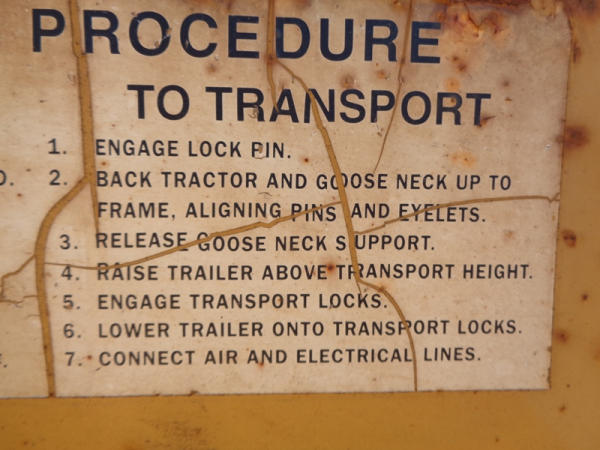 PROCEDURE
TO TRANSPORT
1. ENGAGE LOCK PIN.
O. 2. BACK TRACTOR AND GOOSE NECK UP TO
FRAME, ALIGNING PINS AND EYELETS.
3. RELEASE GOOSE NECK SUPPORT.
4. RAISE TRAILER ABOVE TRANSPORT HEIGHT.
5. ENGAGE TRANSPORT LOCKS.
6. LOWER TRAILER ONTO TRANSPORT LOCKS.
7. CONNECT AIR AND ELECTRICAL LINES.